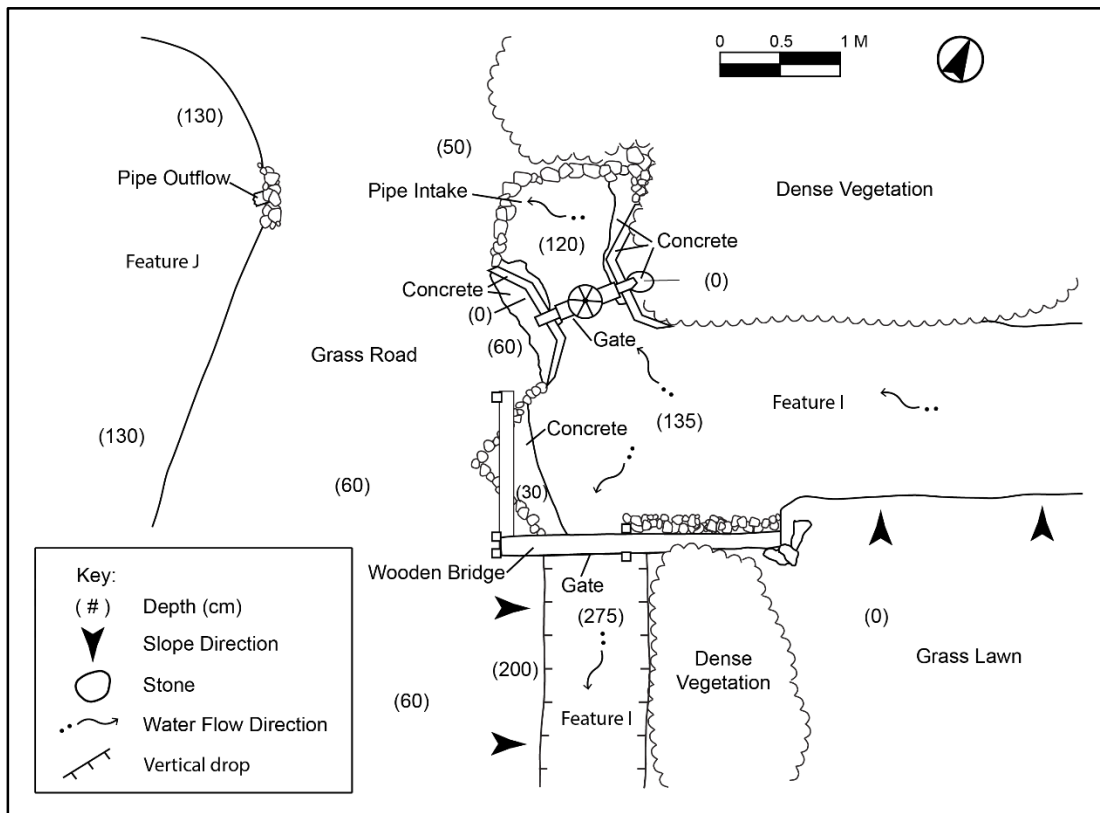 0 0.5 1 M
(130)
(50)
Pipe Outflow
Pipe Intake
Dense Vegetation
(120)
Concrete
Feature J
Concrete
(0)
(0)
(60)
Gate
Grass Road
Feature I
(135)
Concrete
(130)
(60)
(30)
Wooden Bridge
Gate
(275)
(0)
(200)
Dense
Vegetation
Grass Lawn
(60)
Feature I
Key:
( # ) Depth (cm)
Slope Direction
Stone
Water Flow Direction
Vertical drop